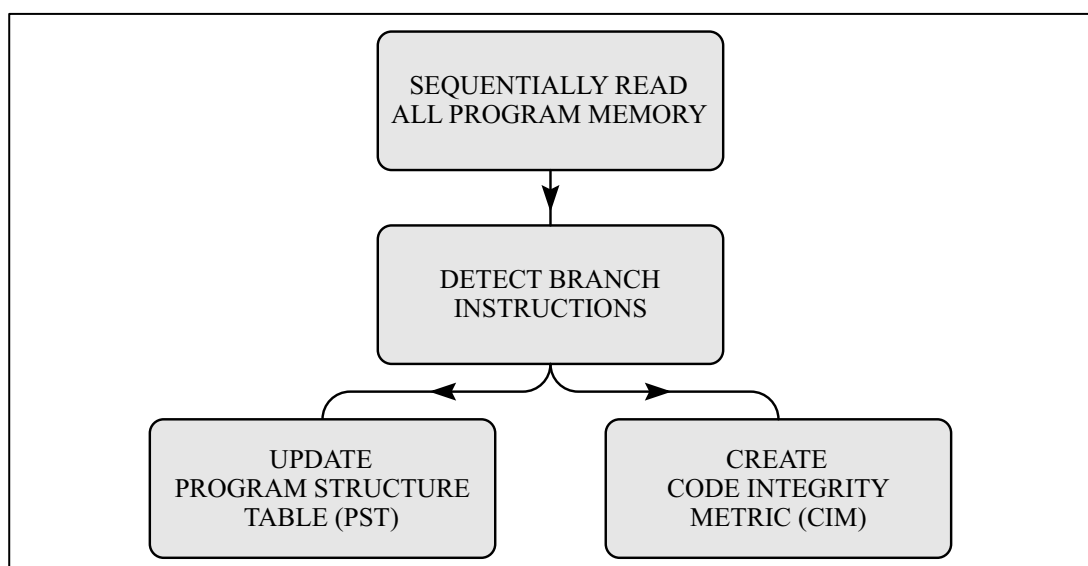 SEQUENTIALLY READ
ALL PROGRAM MEMORY
DETECT BRANCH
INSTRUCTIONS
UPDATE
PROGRAM STRUCTURE
TABLE (PST)
CREATE
CODE INTEGRITY
METRIC (CIM)